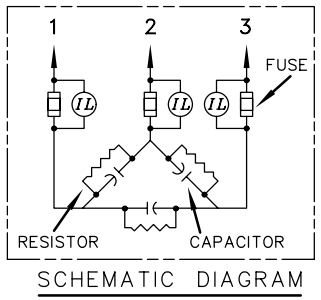 1 2 3
FUSE
IL IL IL
RESISTOR CAPACITOR
SCHEMATIC DIAGRAM